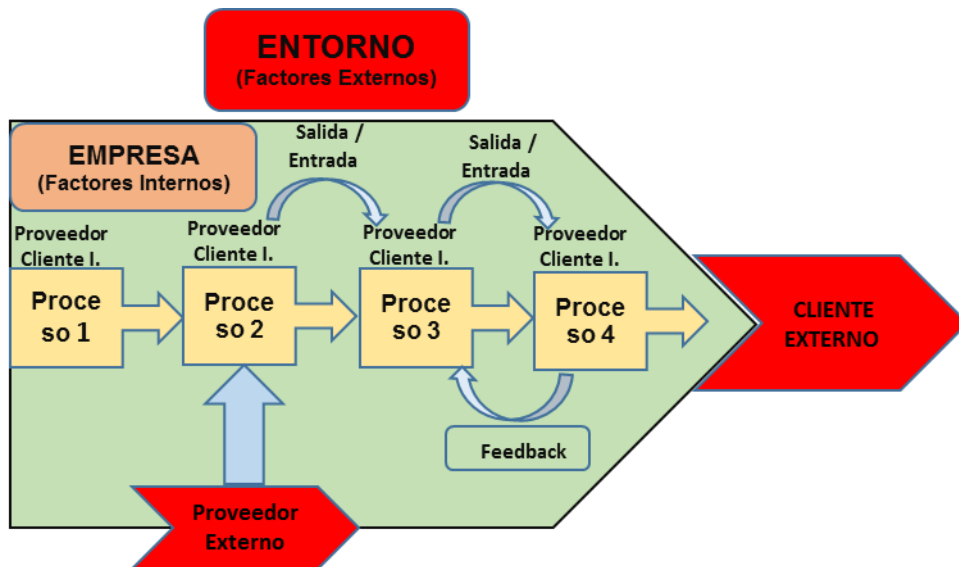 ENTORNO
(Factores Externos)
EMPRESA
(Factores Internos)
Salida /
Entrada
Salida /
Entrada
Proveedor
Cliente I.
Proveedor
Cliente I.
Proveedor
Cliente I.
Proveedor
Cliente I.
Proce
so 1
Proce
so 2
Proce
so 3
Proce
so 4
CLIENTE
EXTERNO
Feedback
Proveedor
Externo